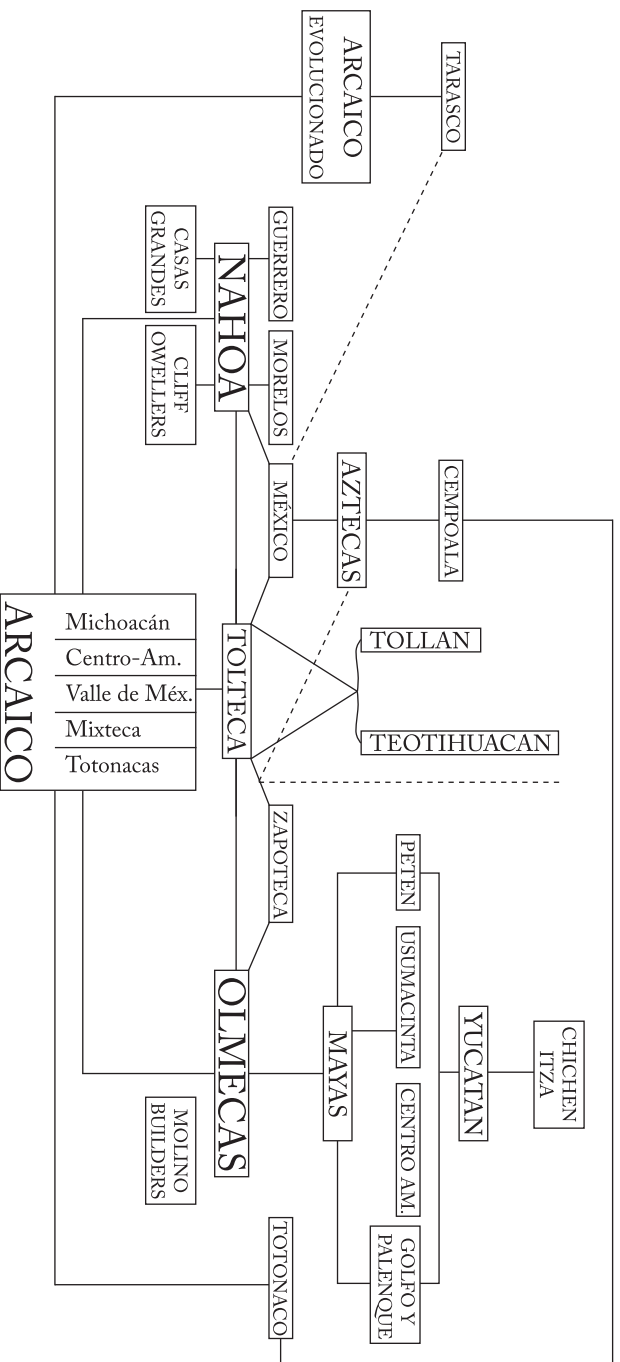 TARASCO
ARCAICO
EVOLUCIONADO
GUERRERO
NAHOA
CASAS
GRANDES
MORELOS
CLIFF
OWELLERS
CEMPOALA
AZTECAS
MÉXICO
TOLLAN
TEOTIHUACAN
TOLTECA
Michoacán
Centro-Am.
Valle de Méx.
Mixteca
Totonacas
ARCAICO
ZAPOTECA
CHICHEN
ITZA
YUCATAN
PETEN
USUMACINTA
CENTRO AM.
GOLFO Y
PALENQUE
MAYAS
OLMECAS
MOLINO
BUILDERS
TOTONACO